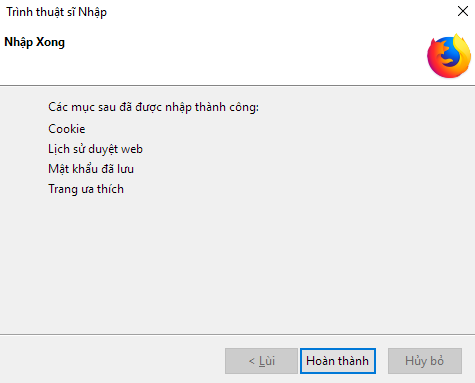 Trình thuật sĩ Nhập
Nhập Xong
Các mục sau đã được nhập thành công:
Cookie
Lịch sử duyệt web
Mật khẩu đã lưu
Trang ưa thích
< Lùi
Hoàn thành
Hủy bỏ